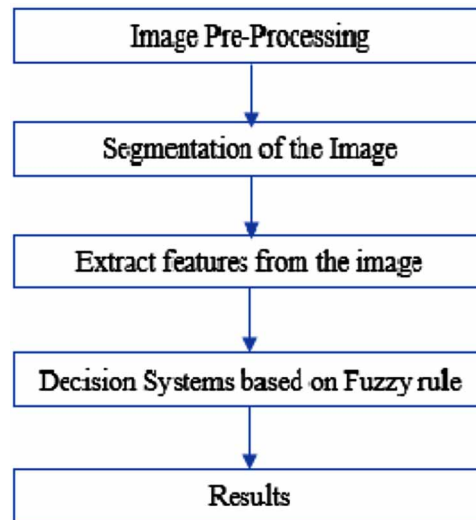 Image Pre-Processing
Segmentation of the Image
Extract features from the image
Decision Systems based on Fuzzy rule
Results